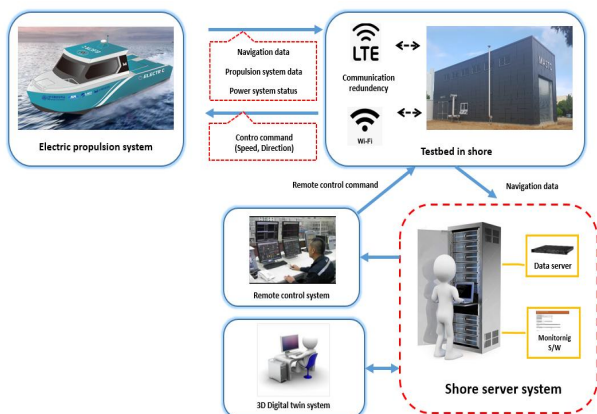 ELECTRIC
Electric propulsion system
Navigation data
Propulsion system data
Power system status
Contro command
(Speed, Direction)
LTE
Communication
redundency
Wi-Fi
Testbed in shore
Remote control command
Navigation data
Remote control system
3D Digital twin system
Data server
Monitornig
S/W
Shore server system